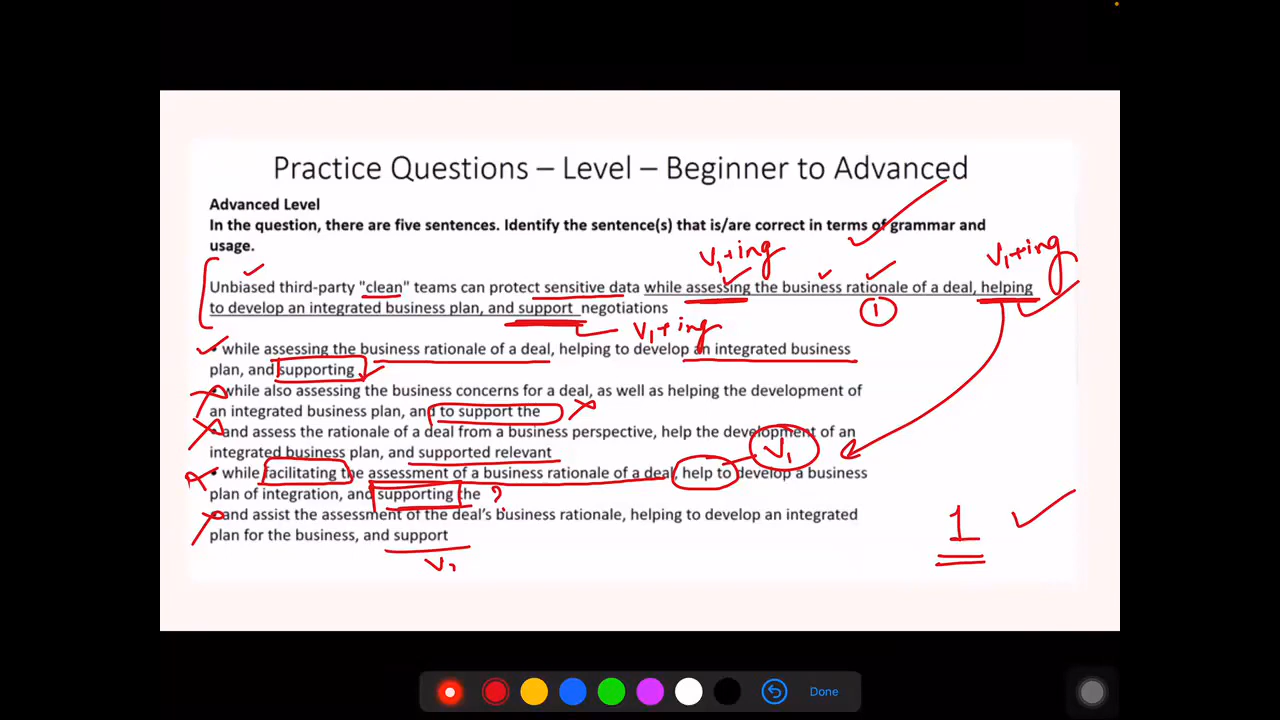 Practice Questions – Level – Beginner to Advanced
Advanced Level
In the question, there are five sentences. Identify the sentence(s) that is/are correct in terms of grammar and
usage.
V1+ing
V1+ing
Unbiased third-party "clean" teams can protect sensitive data while assessing the business rationale of a deal, helping
to develop an integrated business plan, and support negotiations
1
V1+ing
• while assessing the business rationale of a deal, helping to develop an integrated business
plan, and supporting
• while also assessing the business concerns for a deal, as well as helping the development of
an integrated business plan, and to support the
• and assess the rationale of a deal from a business perspective, help the development of an
integrated business plan, and supported relevant
V1
• while facilitating the assessment of a business rationale of a deal, help to develop a business
plan of integration, and supporting the ?
• and assist the assessment of the deal's business rationale, helping to develop an integrated
plan for the business, and support
1
Done